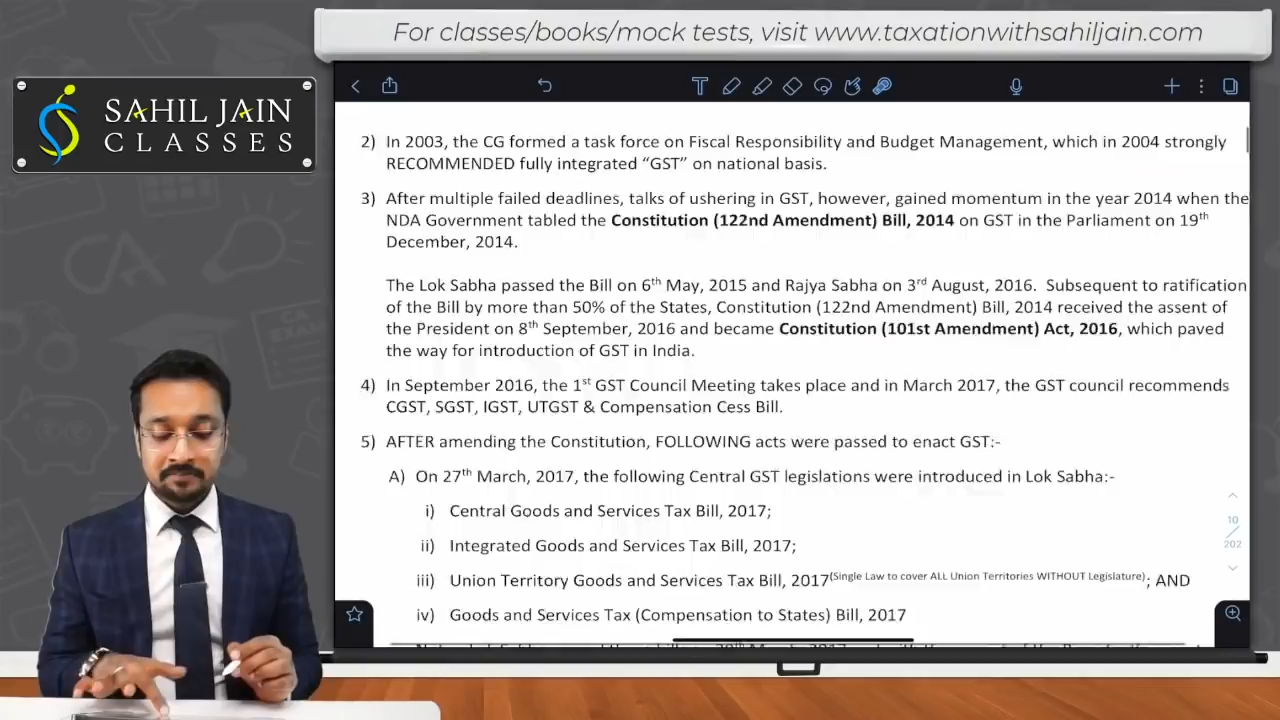 For classes/books/mock tests, visit www.taxationwithsahiljain.com
SAHIL JAIN
CLASSES
2) In 2003, the CG formed a task force on Fiscal Responsibility and Budget Management, which in 2004 strongly
RECOMMENDED fully integrated “GST” on national basis.
3) After multiple failed deadlines, talks of ushering in GST, however, gained momentum in the year 2014 when the
NDA Government tabled the Constitution (122nd Amendment) Bill, 2014 on GST in the Parliament on 19th
December, 2014.
The Lok Sabha passed the Bill on 6th May, 2015 and Rajya Sabha on 3rd August, 2016. Subsequent to ratification
of the Bill by more than 50% of the States, Constitution (122nd Amendment) Bill, 2014 received the assent of
the President on 8th September, 2016 and became Constitution (101st Amendment) Act, 2016, which paved
the way for introduction of GST in India.
4) In September 2016, the 1st GST Council Meeting takes place and in March 2017, the GST council recommends
CGST, SGST, IGST, UTGST & Compensation Cess Bill.
5) AFTER amending the Constitution, FOLLOWING acts were passed to enact GST:-
A) On 27th March, 2017, the following Central GST legislations were introduced in Lok Sabha:-
i) Central Goods and Services Tax Bill, 2017;
ii) Integrated Goods and Services Tax Bill, 2017;
iii) Union Territory Goods and Services Tax Bill, 2017(Single Law to cover ALL Union Territories WITHOUT Legislature); AND
iv) Goods and Services Tax (Compensation to States) Bill, 2017
10
202
CA